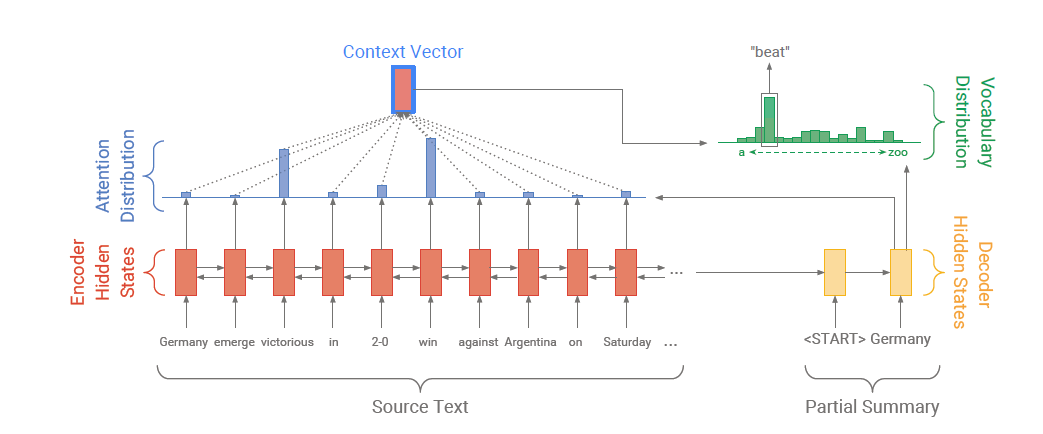 Context Vector
"beat"
Vocabulary
Distribution
a
zoo
Attention
Distribution
Encoder
Hidden
States
...
Decoder
Hidden States
Germany emerge victorious in 2-0 win against Argentina on Saturday ...
<START> Germany
Source Text
Partial Summary